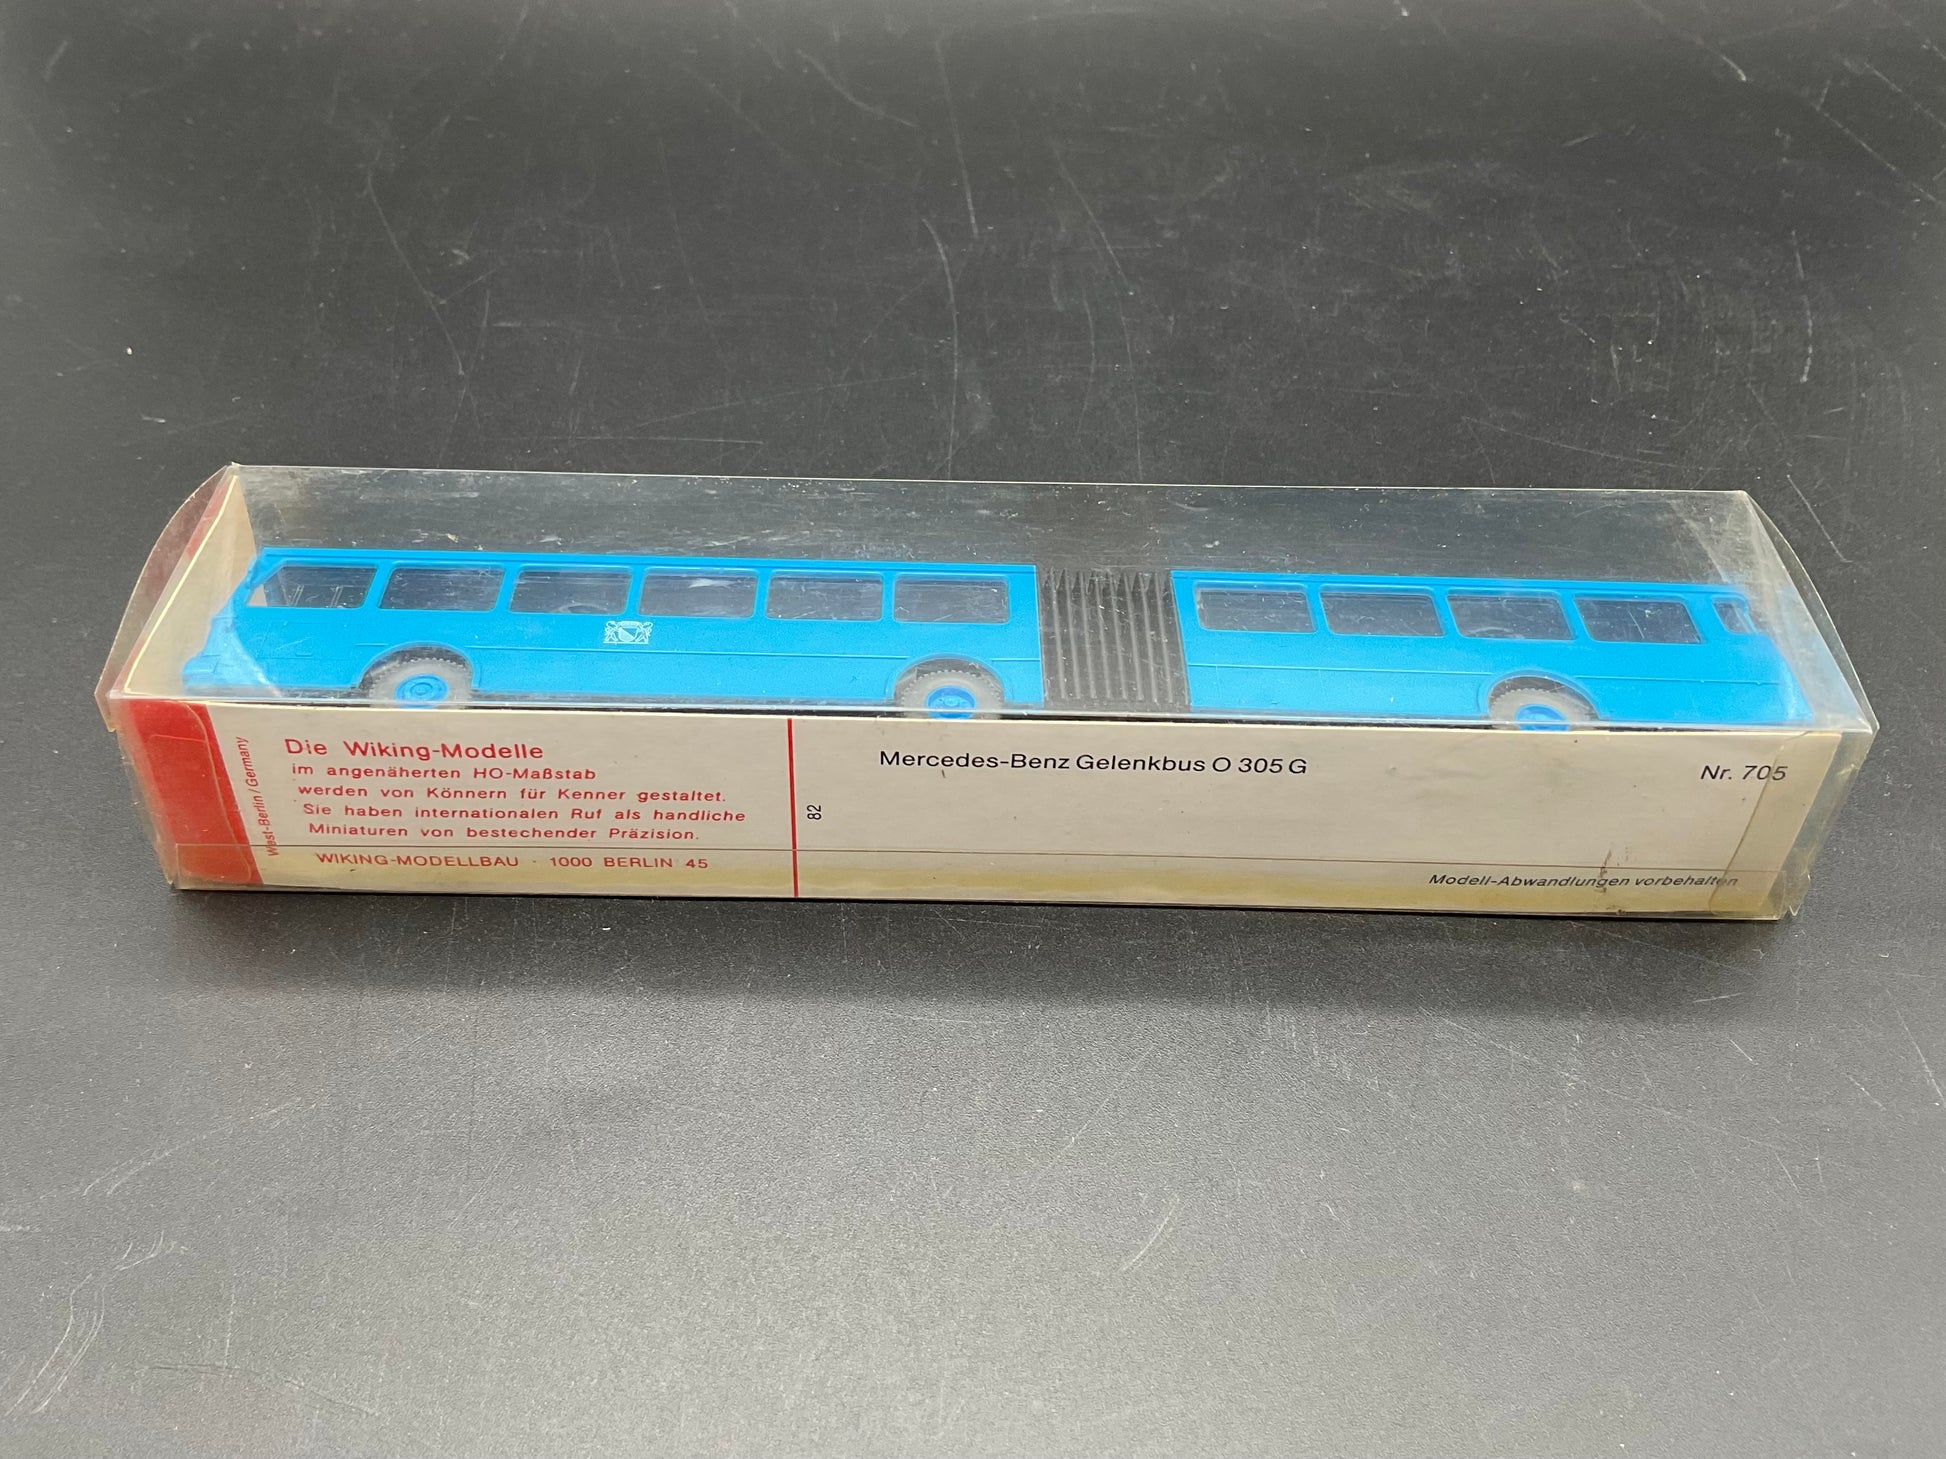 West-Berlin/Germany
Die Wiking-Modelle
im angenäherten HO-Maßstab
werden von Könnern für Kenner gestaltet.
Sie haben internationalen Ruf als handliche
Miniaturen von bestechender Präzision.
WIKING-MODELLBAU · 1000 BERLIN 45
82
Mercedes-Benz Gelenkbus O 305 G
Nr. 705
Modell-Abwandlungen vorbehalten